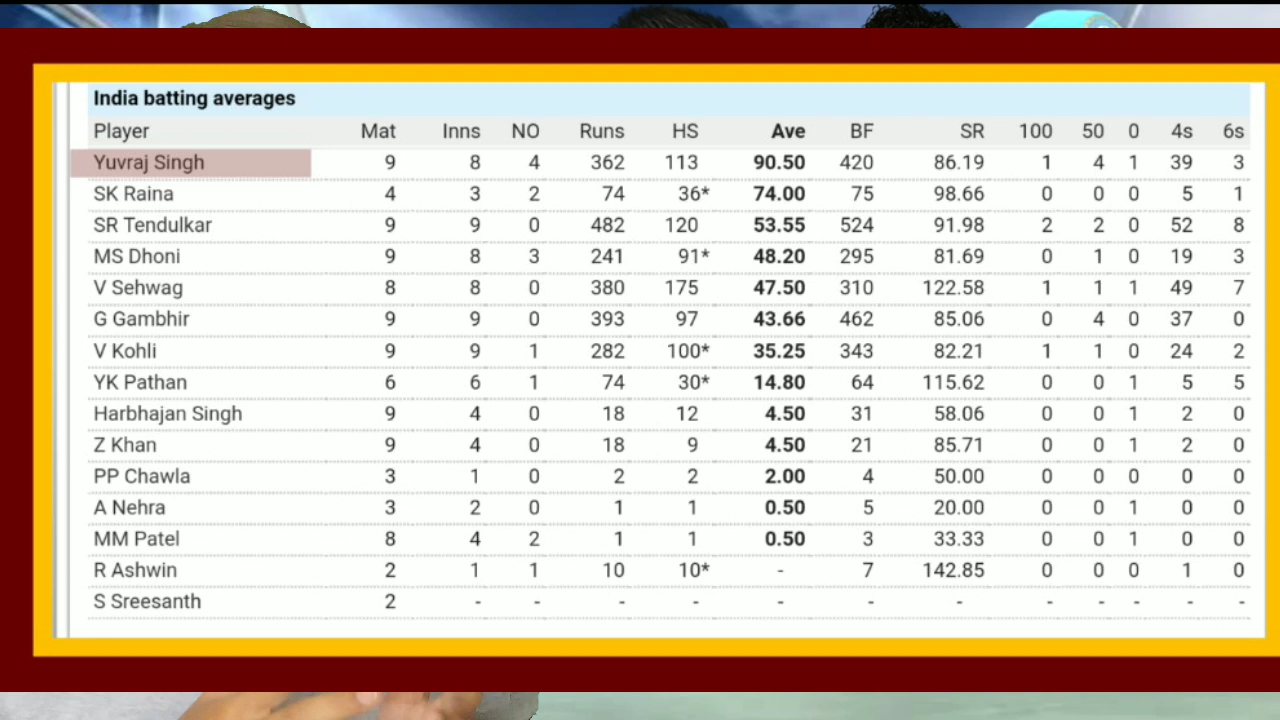 India batting averages
Player Mat Inns NO Runs HS Ave BF SR 100 50 0 4s 6s
Yuvraj Singh 9 8 4 362 113 90.50 420 86.19 1 4 1 39 3
SK Raina 4 3 2 74 36* 74.00 75 98.66 0 0 0 5 1
SR Tendulkar 9 9 0 482 120 53.55 524 91.98 2 2 0 52 8
MS Dhoni 9 8 3 241 91* 48.20 295 81.69 0 1 0 19 3
V Sehwag 8 8 0 380 175 47.50 310 122.58 1 1 1 49 7
G Gambhir 9 9 0 393 97 43.66 462 85.06 0 4 0 37 0
V Kohli 9 9 1 282 100* 35.25 343 82.21 1 1 0 24 2
YK Pathan 6 6 1 74 30* 14.80 64 115.62 0 0 1 5 5
Harbhajan Singh 9 4 0 18 12 4.50 31 58.06 0 0 1 2 0
Z Khan 9 4 0 18 9 4.50 21 85.71 0 0 1 2 0
PP Chawla 3 1 0 2 2 2.00 4 50.00 0 0 0 0 0
A Nehra 3 2 0 1 1 0.50 5 20.00 0 0 1 0 0
MM Patel 8 4 2 1 1 0.50 3 33.33 0 0 1 0 0
R Ashwin 2 1 1 10 10* - 7 142.85 0 0 0 1 0
S Sreesanth 2 - - - - - - - - - - - -